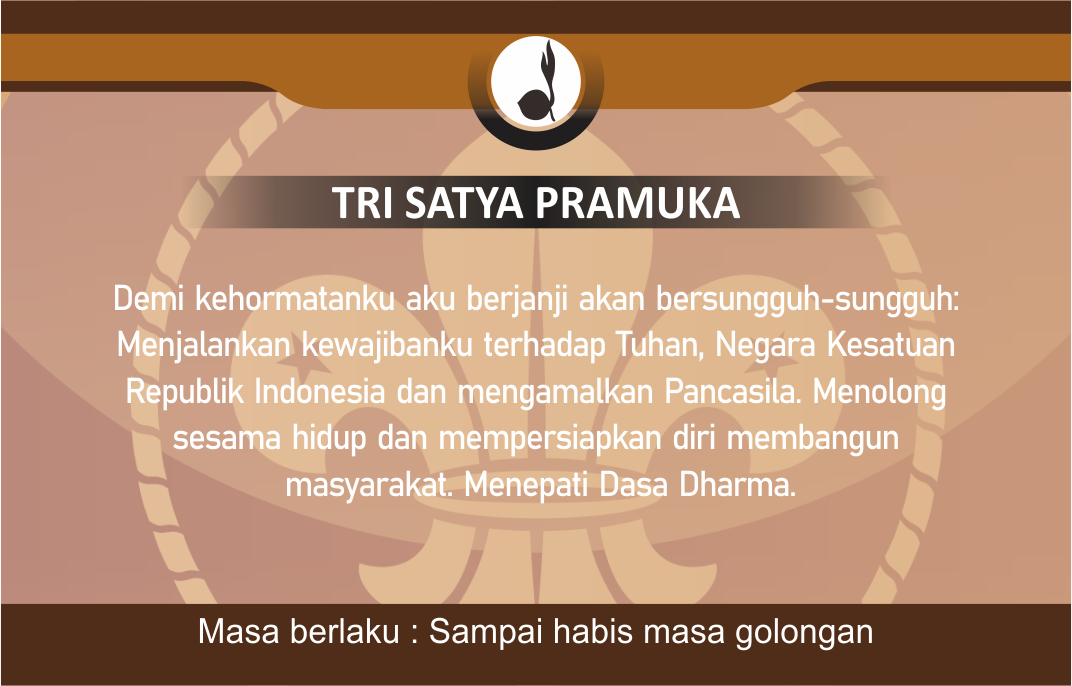 TRI SATYA PRAMUKA
Demi kehormatanku aku berjanji akan bersungguh-sungguh:
Menjalankan kewajibanku terhadap Tuhan, Negara Kesatuan
Republik Indonesia dan mengamalkan Pancasila. Menolong
sesama hidup dan mempersiapkan diri membangun
masyarakat. Menepati Dasa Dharma.
Masa berlaku : Sampai habis masa golongan